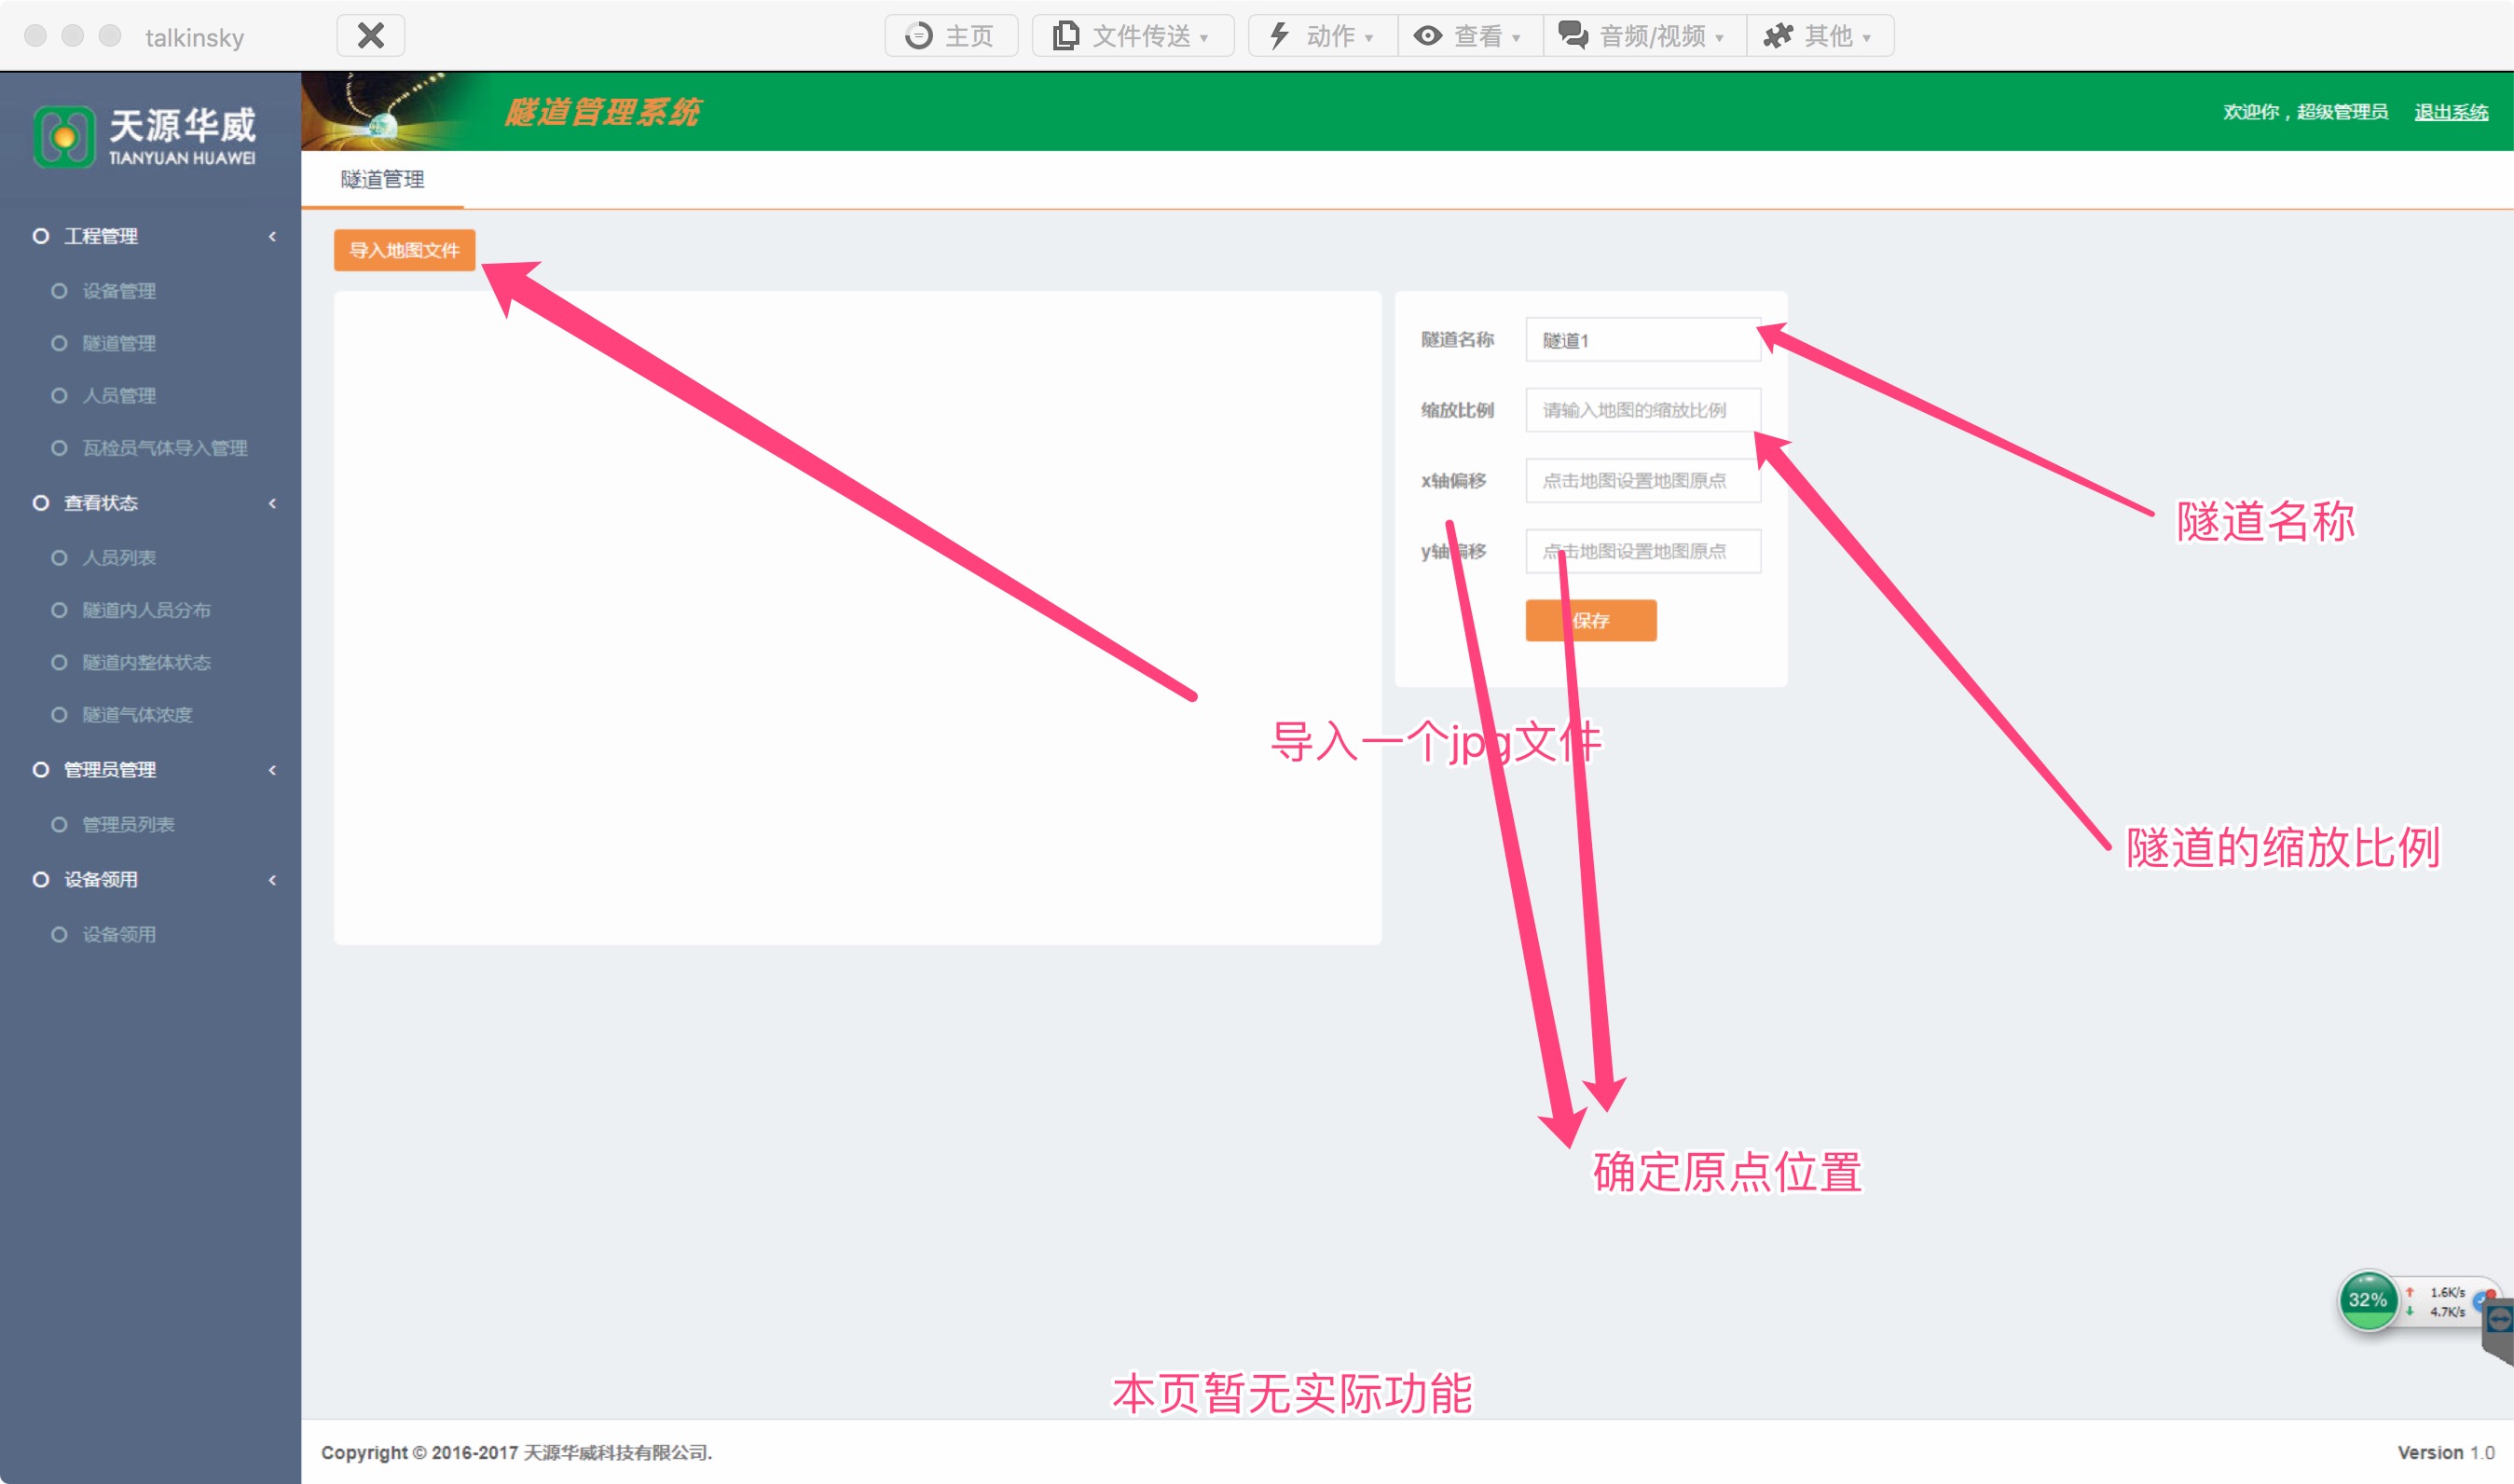 talkinsky
主页
文件传送
动作
查看
音频/视频
其他
天源华威
TIANYUAN HUAWEI
隧道管理系统
欢迎你，超级管理员 退出系统
隧道管理
工程管理
设备管理
隧道管理
人员管理
瓦检员气体导入管理
查看状态
人员列表
隧道内人员分布
隧道内整体状态
隧道气体浓度
管理员管理
管理员列表
设备领用
设备领用
导入地图文件
隧道名称 隧道1
缩放比例 请输入地图的缩放比例
x轴偏移 点击地图设置地图原点
y轴偏移 点击地图设置地图原点
保存
隧道名称
导入一个jpg文件
隧道的缩放比例
确定原点位置
32%
1.6K/s
4.7K/s
本页暂无实际功能
Copyright © 2016-2017 天源华威科技有限公司.
Version 1.0